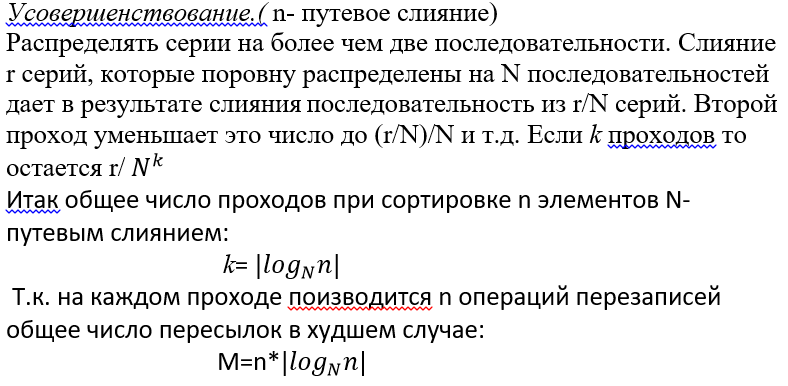 Усовершенствование.( n- путевое слияние)
Распределять серии на более чем две последовательности. Слияние
r серий, которые поровну распределены на N последовательностей
дает в результате слияния последовательность из r/N серий. Второй
проход уменьшает это число до (r/N)/N и т.д. Если k проходов то
остается r/ N^k
Итак общее число проходов при сортировке n элементов N-
путевым слиянием:
k= |log_N n|
Т.к. на каждом проходе поизводится n операций перезаписей
общее число пересылок в худшем случае:
M=n*|log_N n|